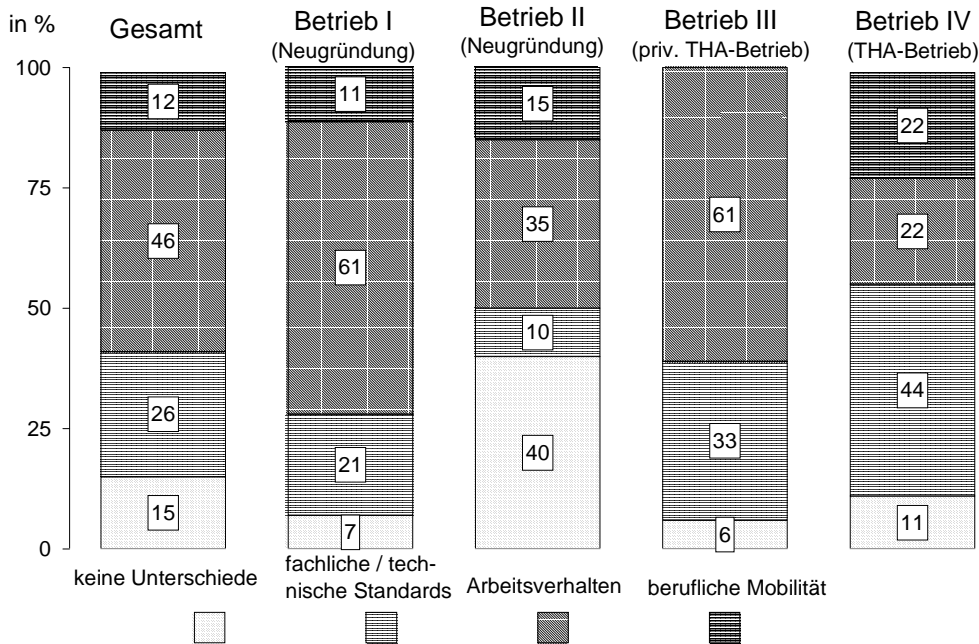 in %
Gesamt
Betrieb I
(Neugründung)
Betrieb II
(Neugründung)
Betrieb III
(priv. THA-Betrieb)
Betrieb IV
(THA-Betrieb)
100
75
50
25
0
12
46
26
15
11
61
21
7
15
35
10
40
61
33
6
22
22
44
11
keine Unterschiede
fachliche / tech-
nische Standards
Arbeitsverhalten
berufliche Mobilität